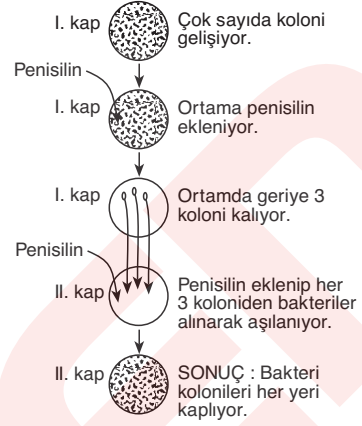 I. kap
Çok sayıda koloni
gelişiyor.
Penisilin
I. kap
Ortama penisilin
ekleniyor.
I. kap
Ortamda geriye 3
koloni kalıyor.
Penisilin
II. kap
Penisilin eklenip her
3 koloniden bakteriler
alınarak aşılanıyor.
II. kap
SONUÇ : Bakteri
kolonileri her yeri
kaplıyor.